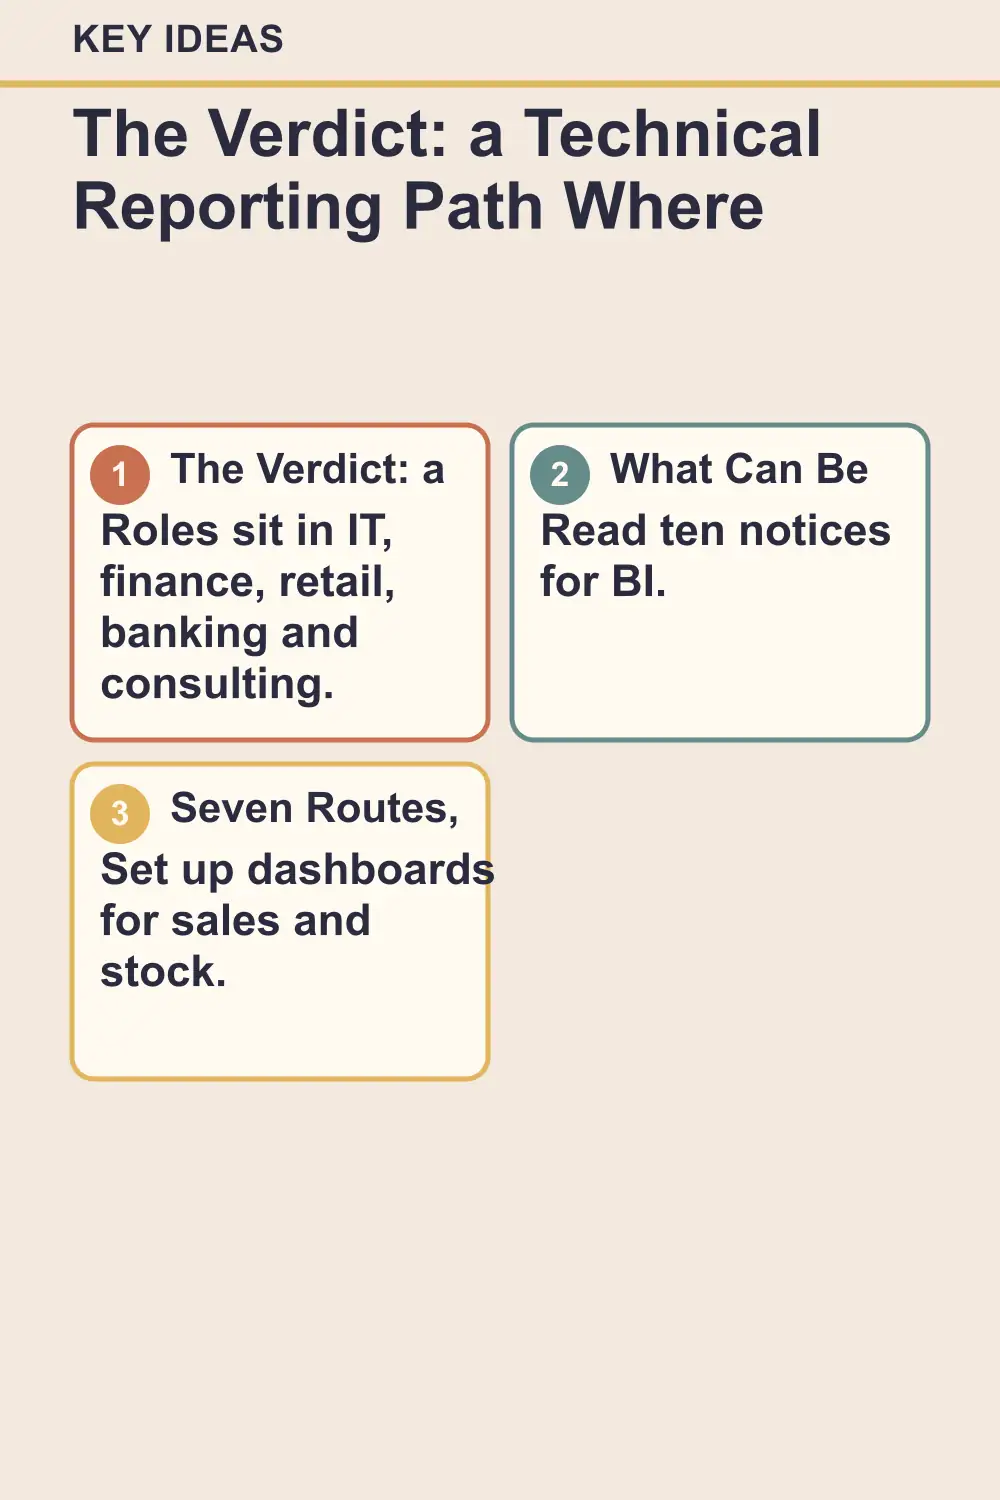 KEY IDEAS
The Verdict: a Technical
Reporting Path Where
1 The Verdict: a
Roles sit in IT,
finance, retail,
banking and
consulting.
2 What Can Be
Read ten notices
for BI.
3 Seven Routes,
Set up dashboards
for sales and
stock.